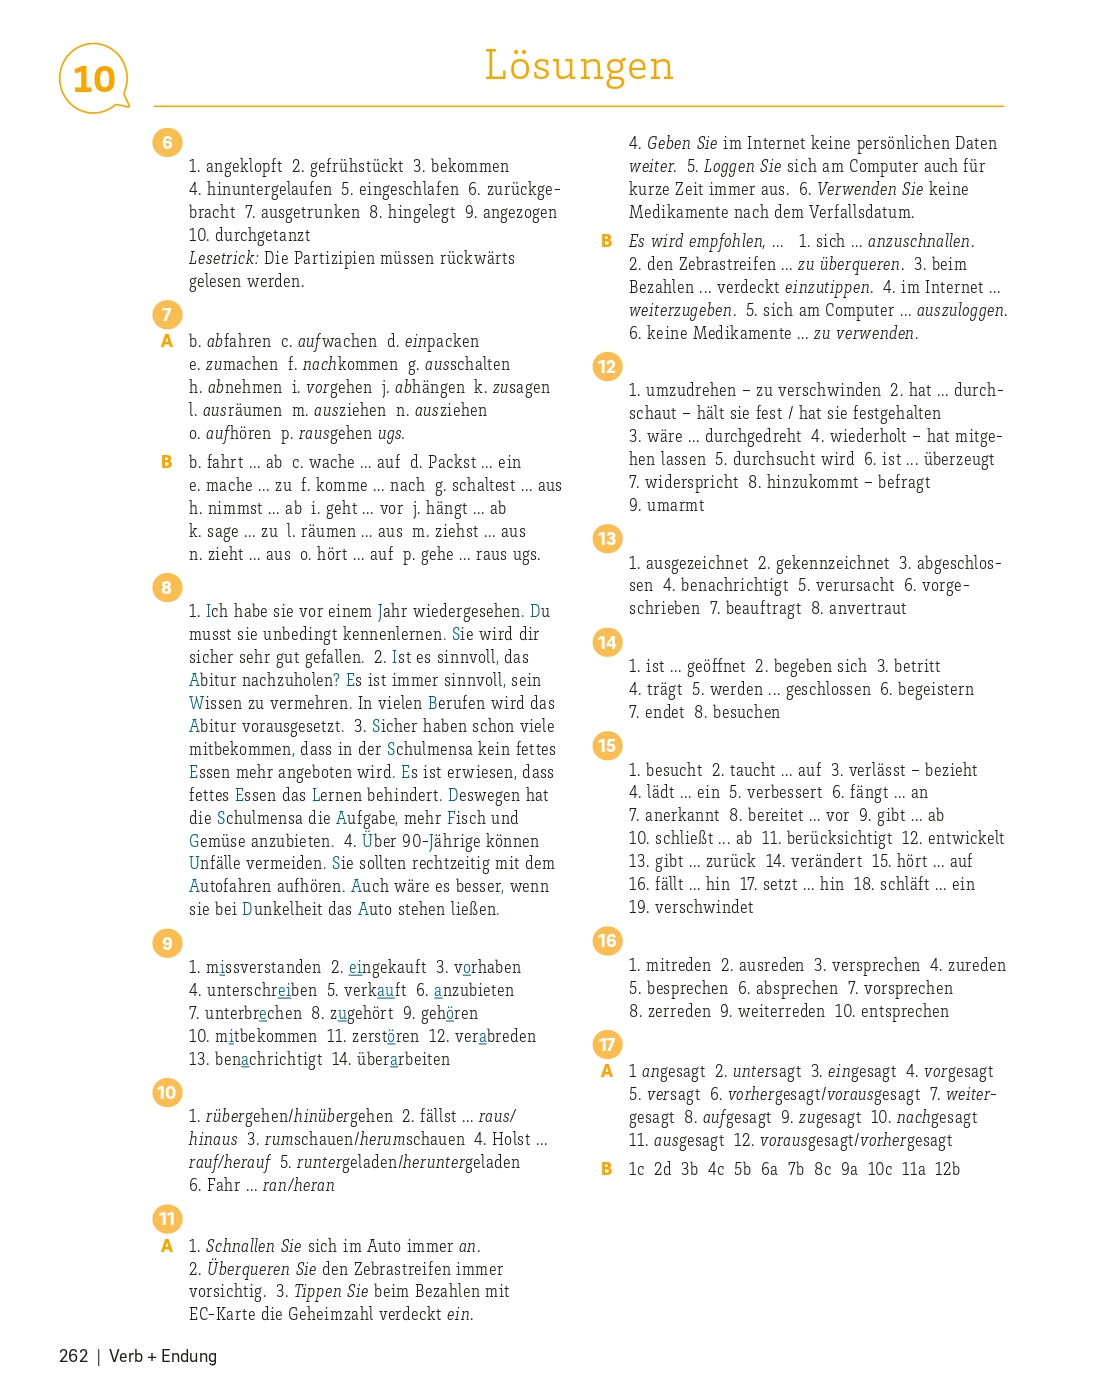 10
Lösungen
6
1. angeklopft 2. gefrühstückt 3. bekommen
4. hinuntergelaufen 5. eingeschlafen 6. zurückge-
bracht 7. ausgetrunken 8. hingelegt 9. angezogen
10. durchgetanzt
Lesetrick: Die Partizipien müssen rückwärts
gelesen werden.
7
A b. abfahren c. aufwachen d. einpacken
e. zumachen f. nachkommen g. ausschalten
h. abnehmen i. vorgehen j. abhängen k. zusagen
l. ausräumen m. ausziehen n. ausziehen
o. aufhören p. rausgehen ugs.
B b. fahrt ... ab c. wache ... auf d. Packst ... ein
e. mache ... zu f. komme ... nach g. schaltest ... aus
h. nimmst ... ab i. geht ... vor j. hängt ... ab
k. sage ... zu l. räumen ... aus m. ziehst ... aus
n. zieht ... aus o. hört ... auf p. gehe ... raus ugs.
8
1. Ich habe sie vor einem Jahr wiedergesehen. Du
musst sie unbedingt kennenlernen. Sie wird dir
sicher sehr gut gefallen. 2. Ist es sinnvoll, das
Abitur nachzuholen? Es ist immer sinnvoll, sein
Wissen zu vermehren. In vielen Berufen wird das
Abitur vorausgesetzt. 3. Sicher haben schon viele
mitbekommen, dass in der Schulmensa kein fettes
Essen mehr angeboten wird. Es ist erwiesen, dass
fettes Essen das Lernen behindert. Deswegen hat
die Schulmensa die Aufgabe, mehr Fisch und
Gemüse anzubieten. 4. Über 90-Jährige können
Unfälle vermeiden. Sie sollten rechtzeitig mit dem
Autofahren aufhören. Auch wäre es besser, wenn
sie bei Dunkelheit das Auto stehen ließen.
9
1. missverstanden 2. eingekauft 3. vorhaben
4. unterschreiben 5. verkauft 6. anzubieten
7. unterbrechen 8. zugehört 9. gehören
10. mitbekommen 11. zerstören 12. verabreden
13. benachrichtigt 14. überarbeiten
10
1. rübergehen/hinübergehen 2. fällst ... raus/
hinaus 3. rumschauen/herumschauen 4. Holst ...
rauf/herauf 5. runtergeladen/heruntergeladen
6. Fahr ... ran/heran
11
A 1. Schnallen Sie sich im Auto immer an.
2. Überqueren Sie den Zebrastreifen immer
vorsichtig. 3. Tippen Sie beim Bezahlen mit
EC-Karte die Geheimzahl verdeckt ein.
4. Geben Sie im Internet keine persönlichen Daten
weiter. 5. Loggen Sie sich am Computer auch für
kurze Zeit immer aus. 6. Verwenden Sie keine
Medikamente nach dem Verfallsdatum.
B Es wird empfohlen, ... 1. sich ... anzuschnallen.
2. den Zebrastreifen ... zu überqueren. 3. beim
Bezahlen ... verdeckt einzutippen. 4. im Internet ...
weiterzugeben. 5. sich am Computer ... auszuloggen.
6. keine Medikamente ... zu verwenden.
12
1. umzudrehen – zu verschwinden 2. hat ... durch-
schaut – hält sie fest / hat sie festgehalten
3. wäre ... durchgedreht 4. wiederholt – hat mitge-
hen lassen 5. durchsucht wird 6. ist ... überzeugt
7. widerspricht 8. hinzukommt – befragt
9. umarmt
13
1. ausgezeichnet 2. gekennzeichnet 3. abgeschlos-
sen 4. benachrichtigt 5. verursacht 6. vorge-
schrieben 7. beauftragt 8. anvertraut
14
1. ist ... geöffnet 2. begeben sich 3. betritt
4. trägt 5. werden ... geschlossen 6. begeistern
7. endet 8. besuchen
15
1. besucht 2. taucht ... auf 3. verlässt – bezieht
4. lädt ... ein 5. verbessert 6. fängt ... an
7. anerkannt 8. bereitet ... vor 9. gibt ... ab
10. schließt ... ab 11. berücksichtigt 12. entwickelt
13. gibt ... zurück 14. verändert 15. hört ... auf
16. fällt ... hin 17. setzt ... hin 18. schläft ... ein
19. verschwindet
16
1. mitreden 2. ausreden 3. versprechen 4. zureden
5. besprechen 6. absprechen 7. vorsprechen
8. zerreden 9. weiterreden 10. entsprechen
17
A 1 angesagt 2. untersagt 3. eingesagt 4. vorgesagt
5. versagt 6. vorhergesagt/vorausgesagt 7. weiter-
gesagt 8. aufgesagt 9. zugesagt 10. nachgesagt
11. ausgesagt 12. vorausgesagt/vorhergesagt
B 1c 2d 3b 4c 5b 6a 7b 8c 9a 10c 11a 12b
262 | Verb + Endung